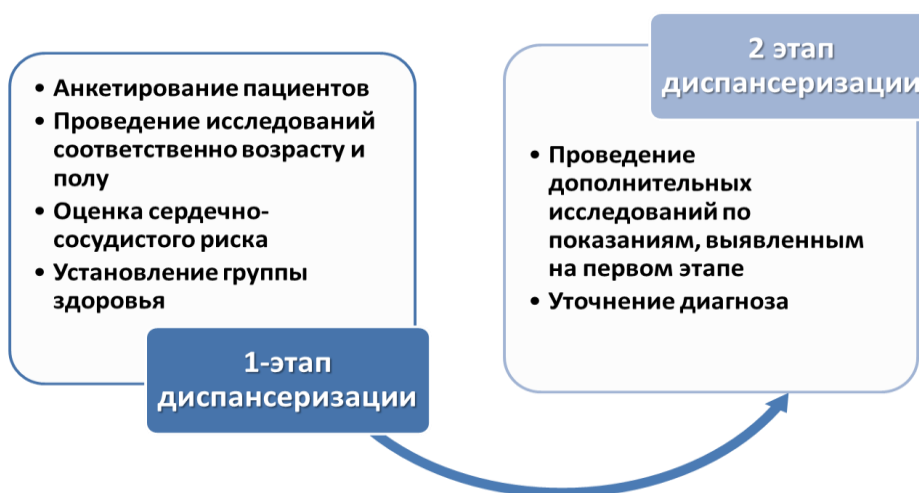 • Анкетирование пациентов
• Проведение исследований
соответственно возрасту и
полу
• Оценка сердечно-
сосудистого риска
• Установление группы
здоровья
1-этап
диспансеризации
2 этап
диспансеризации
• Проведение
дополнительных
исследований по
показаниям, выявленным
на первом этапе
• Уточнение диагноза